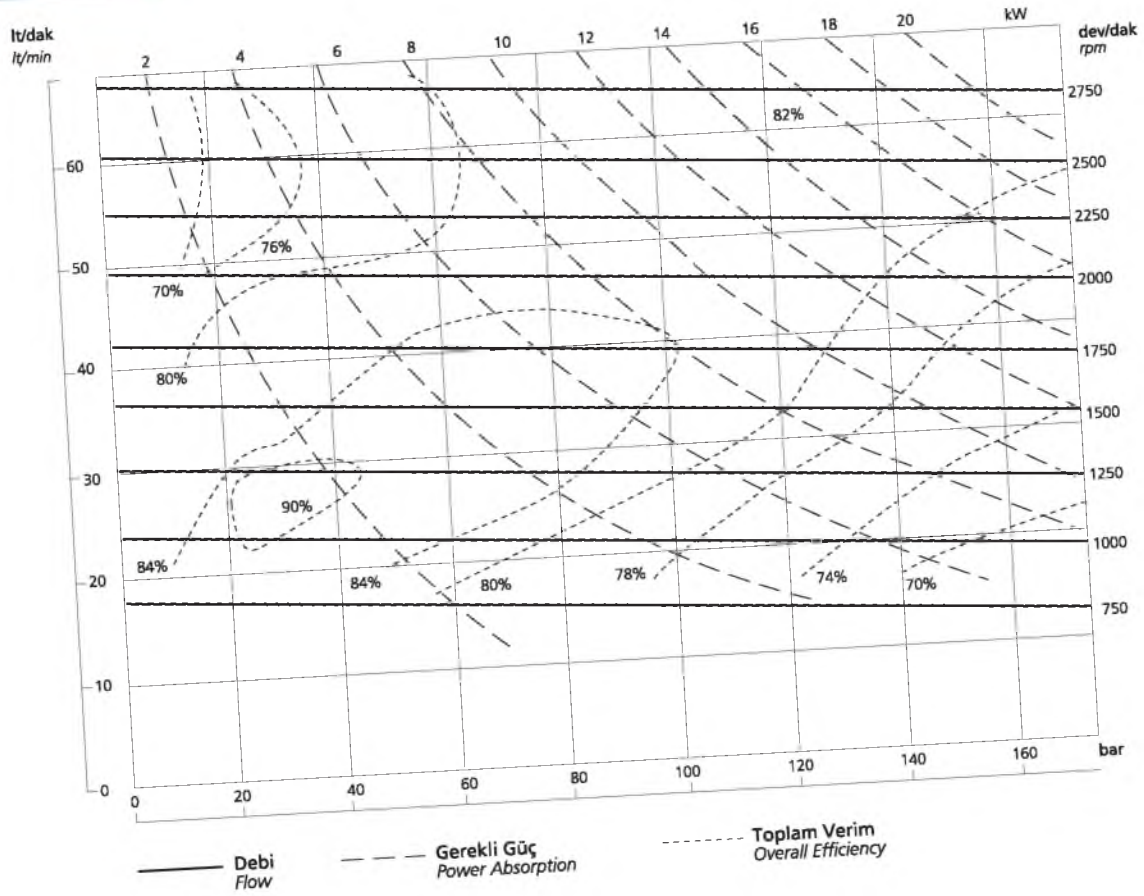 lt/dak
lt/min
2 4 6 8 10 12 14 16 18 20 kW
dev/dak
rpm
2750
82%
60
2500
2250
76%
50
2000
70%
1750
40
80%
1500
30
1250
90%
1000
84%
84%
80%
78%
74%
70%
20
750
10
0
bar
0 20 40 60 80 100 120 140 160
Debi
Flow
Gerekli Güç
Power Absorption
Toplam Verim
Overall Efficiency